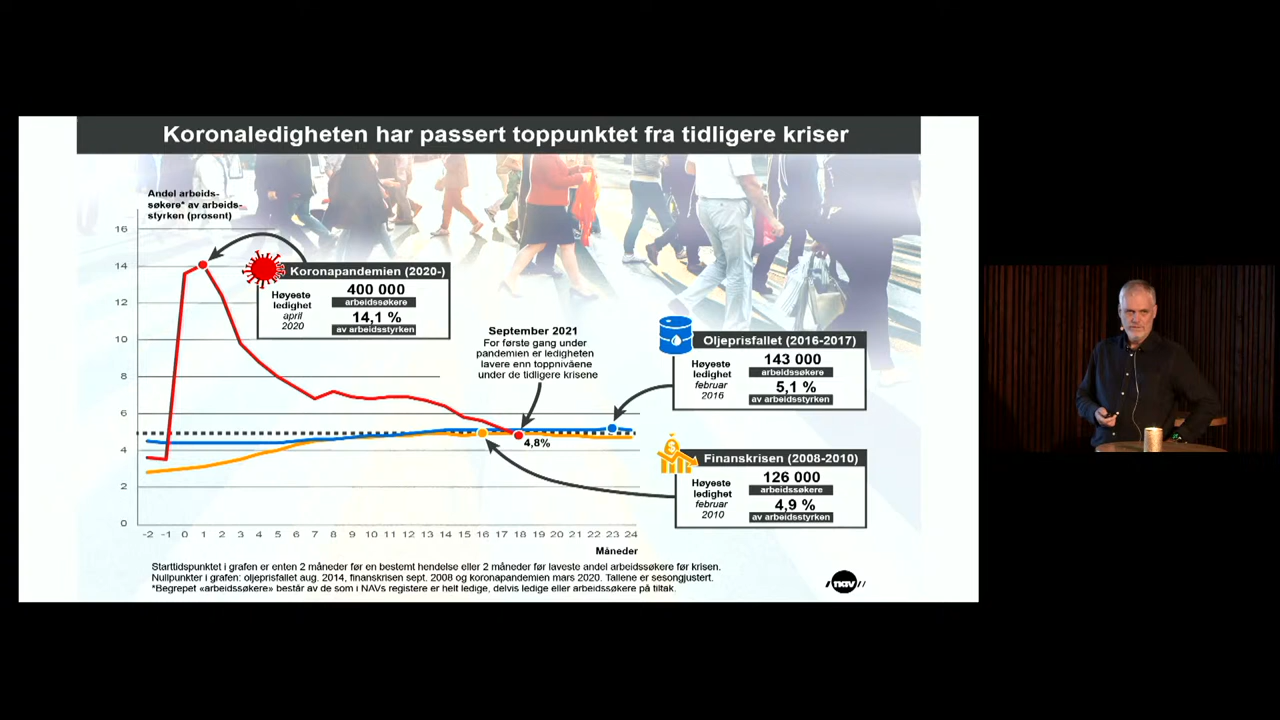 Koronaledigheten har passert toppunktet fra tidligere kriser
Andel arbeids-
søkere* av arbeids-
styrken (prosent)
16
14
12
10
8
6
4
2
0
Koronapandemien (2020-)
Høyeste
ledighet
april
2020
400 000
arbeidssøkere
14,1 %
av arbeidsstyrken
September 2021
For første gang under
pandemien er ledigheten
lavere enn toppnivåene
under de tidligere krisene
4,8%
Oljeprisfallet (2016-2017)
Høyeste
ledighet
februar
2016
143 000
arbeidssøkere
5,1 %
av arbeidsstyrken
Finanskrisen (2008-2010)
Høyeste
ledighet
februar
2010
126 000
arbeidssøkere
4,9 %
av arbeidsstyrken
-2 -1 0 1 2 3 4 5 6 7 8 9 10 11 12 13 14 15 16 17 18 19 20 21 22 23 24
Måneder
Starttidspunktet i grafen er enten 2 måneder før en bestemt hendelse eller 2 måneder før laveste andel arbeidssøkere før krisen.
Nullpunkter i grafen: oljeprisfallet aug. 2014, finanskrisen sept. 2008 og koronapandemien mars 2020. Tallene er sesongjustert.
*Begrepet «arbeidssøkere» består av de som i NAVs registere er helt ledige, delvis ledige eller arbeidssøkere på tiltak.
nav